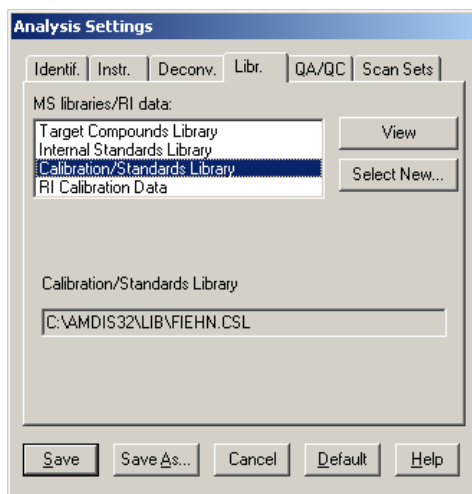 Analysis Settings
Identif. Instr. Deconv. Libr. QA/QC Scan Sets
MS libraries/RI data:
Target Compounds Library
Internal Standards Library
Calibration/Standards Library
RI Calibration Data
View
Select New...
Calibration/Standards Library
C:\AMDIS32\LIB\FIEHN.CSL
Save Save As... Cancel Default Help